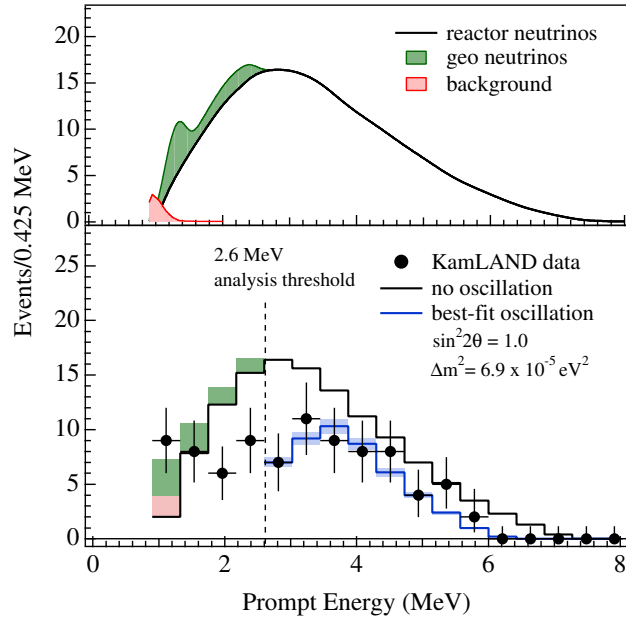 20
15
10
5
0
reactor neutrinos
geo neutrinos
background
Events/0.425 MeV
25
20
15
10
5
0
2.6 MeV
analysis threshold
KamLAND data
no oscillation
best-fit oscillation
sin²2θ = 1.0
Δm² = 6.9 x 10⁻⁵ eV²
0 2 4 6 8
Prompt Energy (MeV)